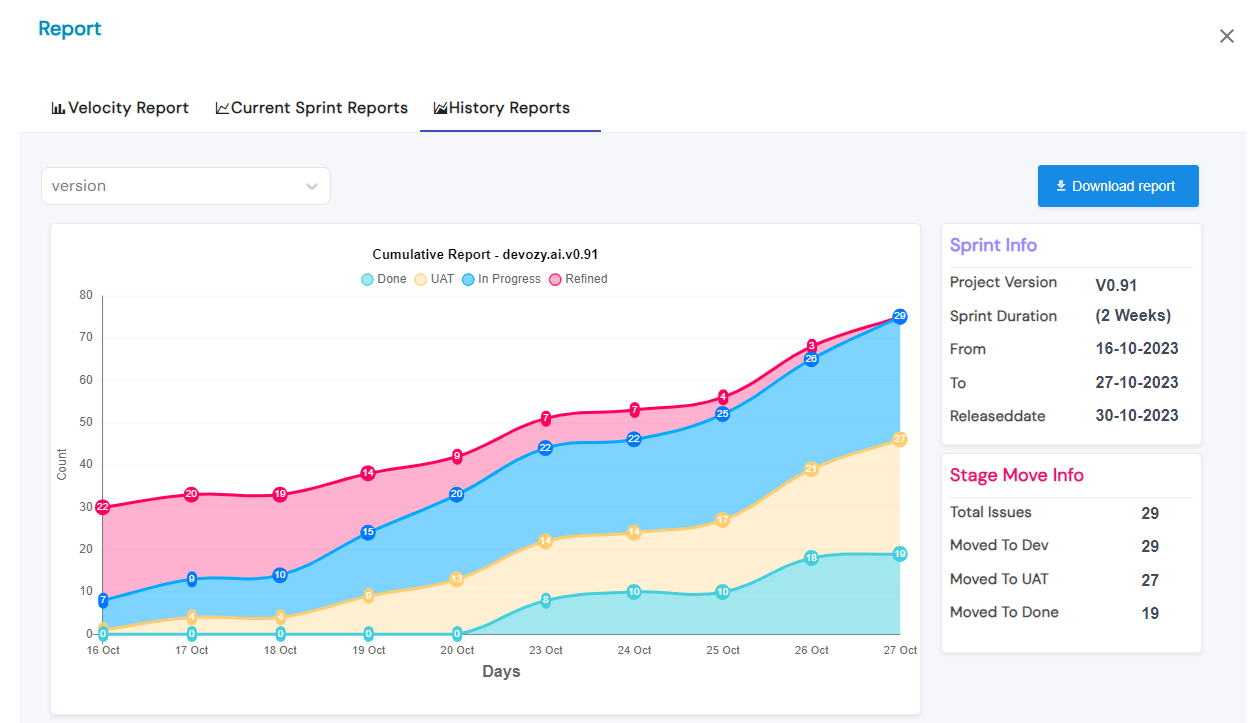 Report
Velocity Report Current Sprint Reports History Reports
version
Download report
Cumulative Report - devozy.ai.v0.91
Done UAT In Progress Refined
Count
80
70
60
50
40
30
20
10
0
22 20 19 14 9 7 7 4 3
7 9 10 15 20 22 22 25 26 29
4 4 9 13 14 14 17 21 27
0 0 0 0 0 8 10 10 18 19
16 Oct 17 Oct 18 Oct 19 Oct 20 Oct 23 Oct 24 Oct 25 Oct 26 Oct 27 Oct
Days
Sprint Info
Project Version V0.91
Sprint Duration (2 Weeks)
From 16-10-2023
To 27-10-2023
Releaseddate 30-10-2023
Stage Move Info
Total Issues 29
Moved To Dev 29
Moved To UAT 27
Moved To Done 19